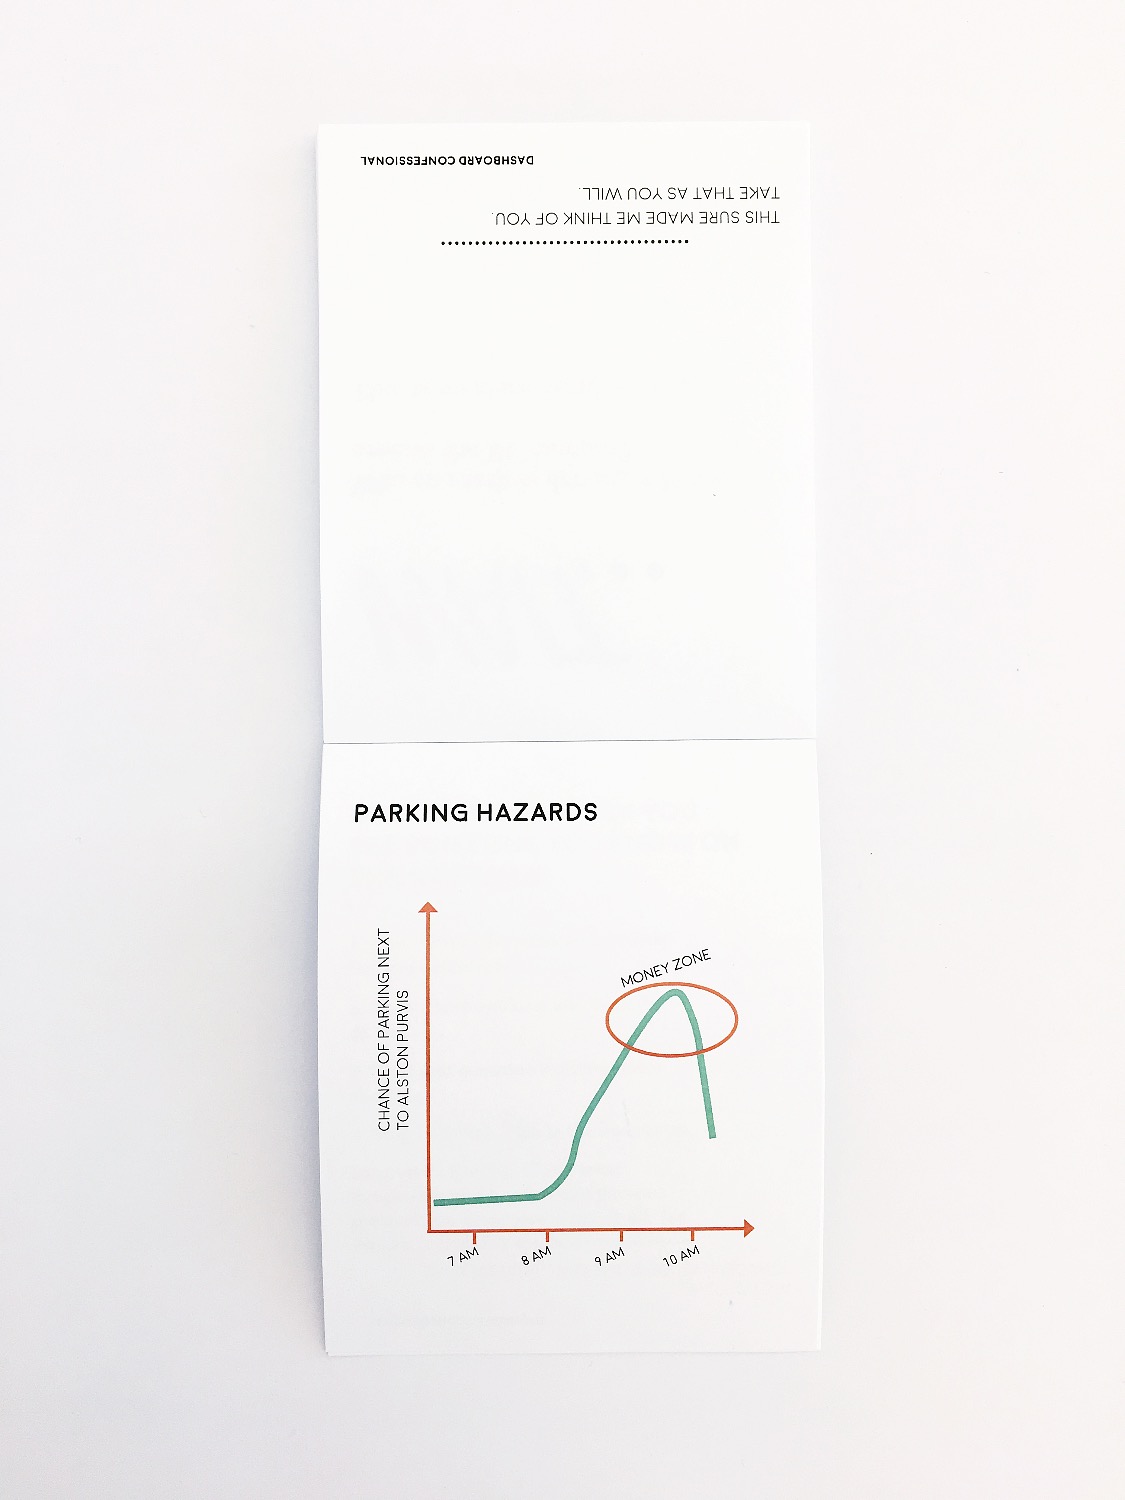 THIS SURE MADE ME THINK OF YOU.
TAKE THAT AS YOU WILL.
DASHBOARD CONFESSIONAL
PARKING HAZARDS
CHANCE OF PARKING NEXT
TO ALSTON PURVIS
MONEY ZONE
7 AM
8 AM
9 AM
10 AM